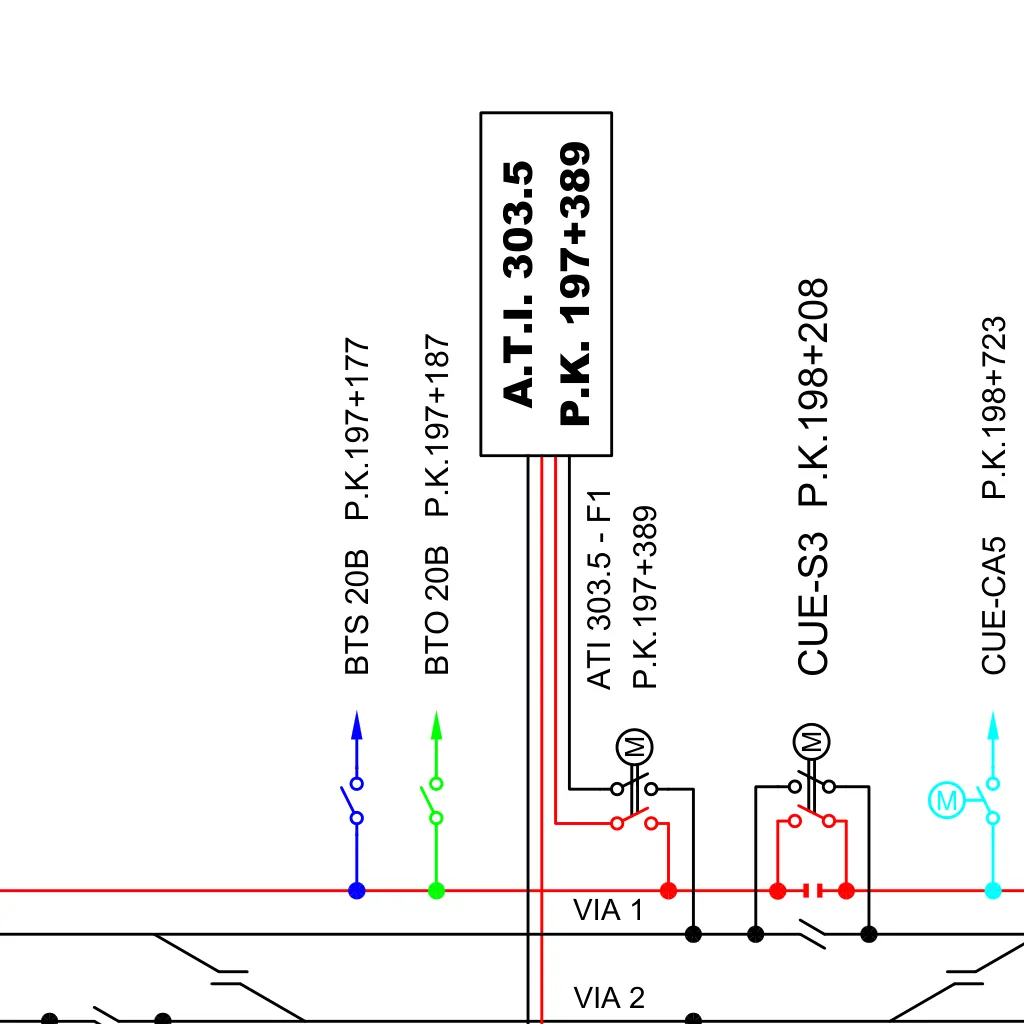 BTS 20B P.K.197+177
BTO 20B P.K.197+187
A.T.I. 303.5
P.K. 197+389
ATI 303.5 - F1
P.K.197+389
CUE-S3 P.K.198+208
CUE-CA5 P.K.198+723
M
M
M
VIA 1
VIA 2